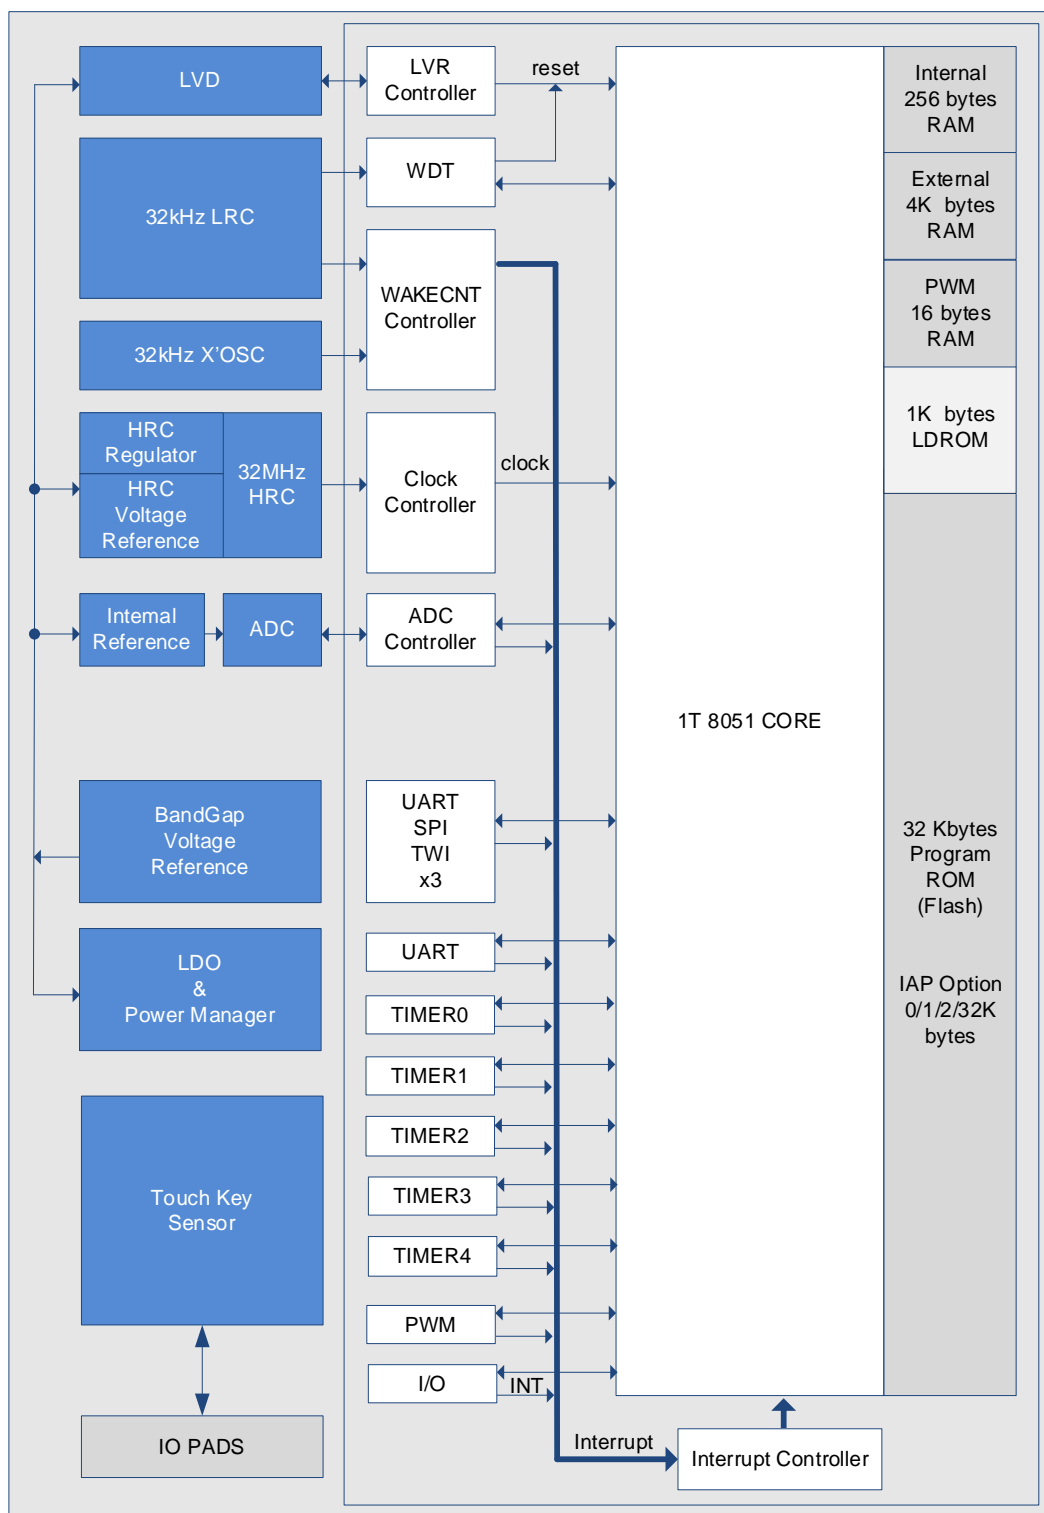 LVD
LVR
Controller
reset
Internal
256 bytes
RAM
32kHz LRC
WDT
External
4K bytes
RAM
WAKECNT
Controller
PWM
16 bytes
RAM
32kHz X'OSC
1K bytes
LDROM
HRC
Regulator
HRC
Voltage
Reference
32MHz
HRC
Clock
Controller
clock
Internal
Reference
ADC
ADC
Controller
1T 8051 CORE
BandGap
Voltage
Reference
UART
SPI
TWI
x3
32 Kbytes
Program
ROM
(Flash)
IAP Option
0/1/2/32K
bytes
LDO
&
Power Manager
UART
TIMER0
TIMER1
TIMER2
Touch Key
Sensor
TIMER3
TIMER4
PWM
I/O
INT
IO PADS
Interrupt
Interrupt Controller